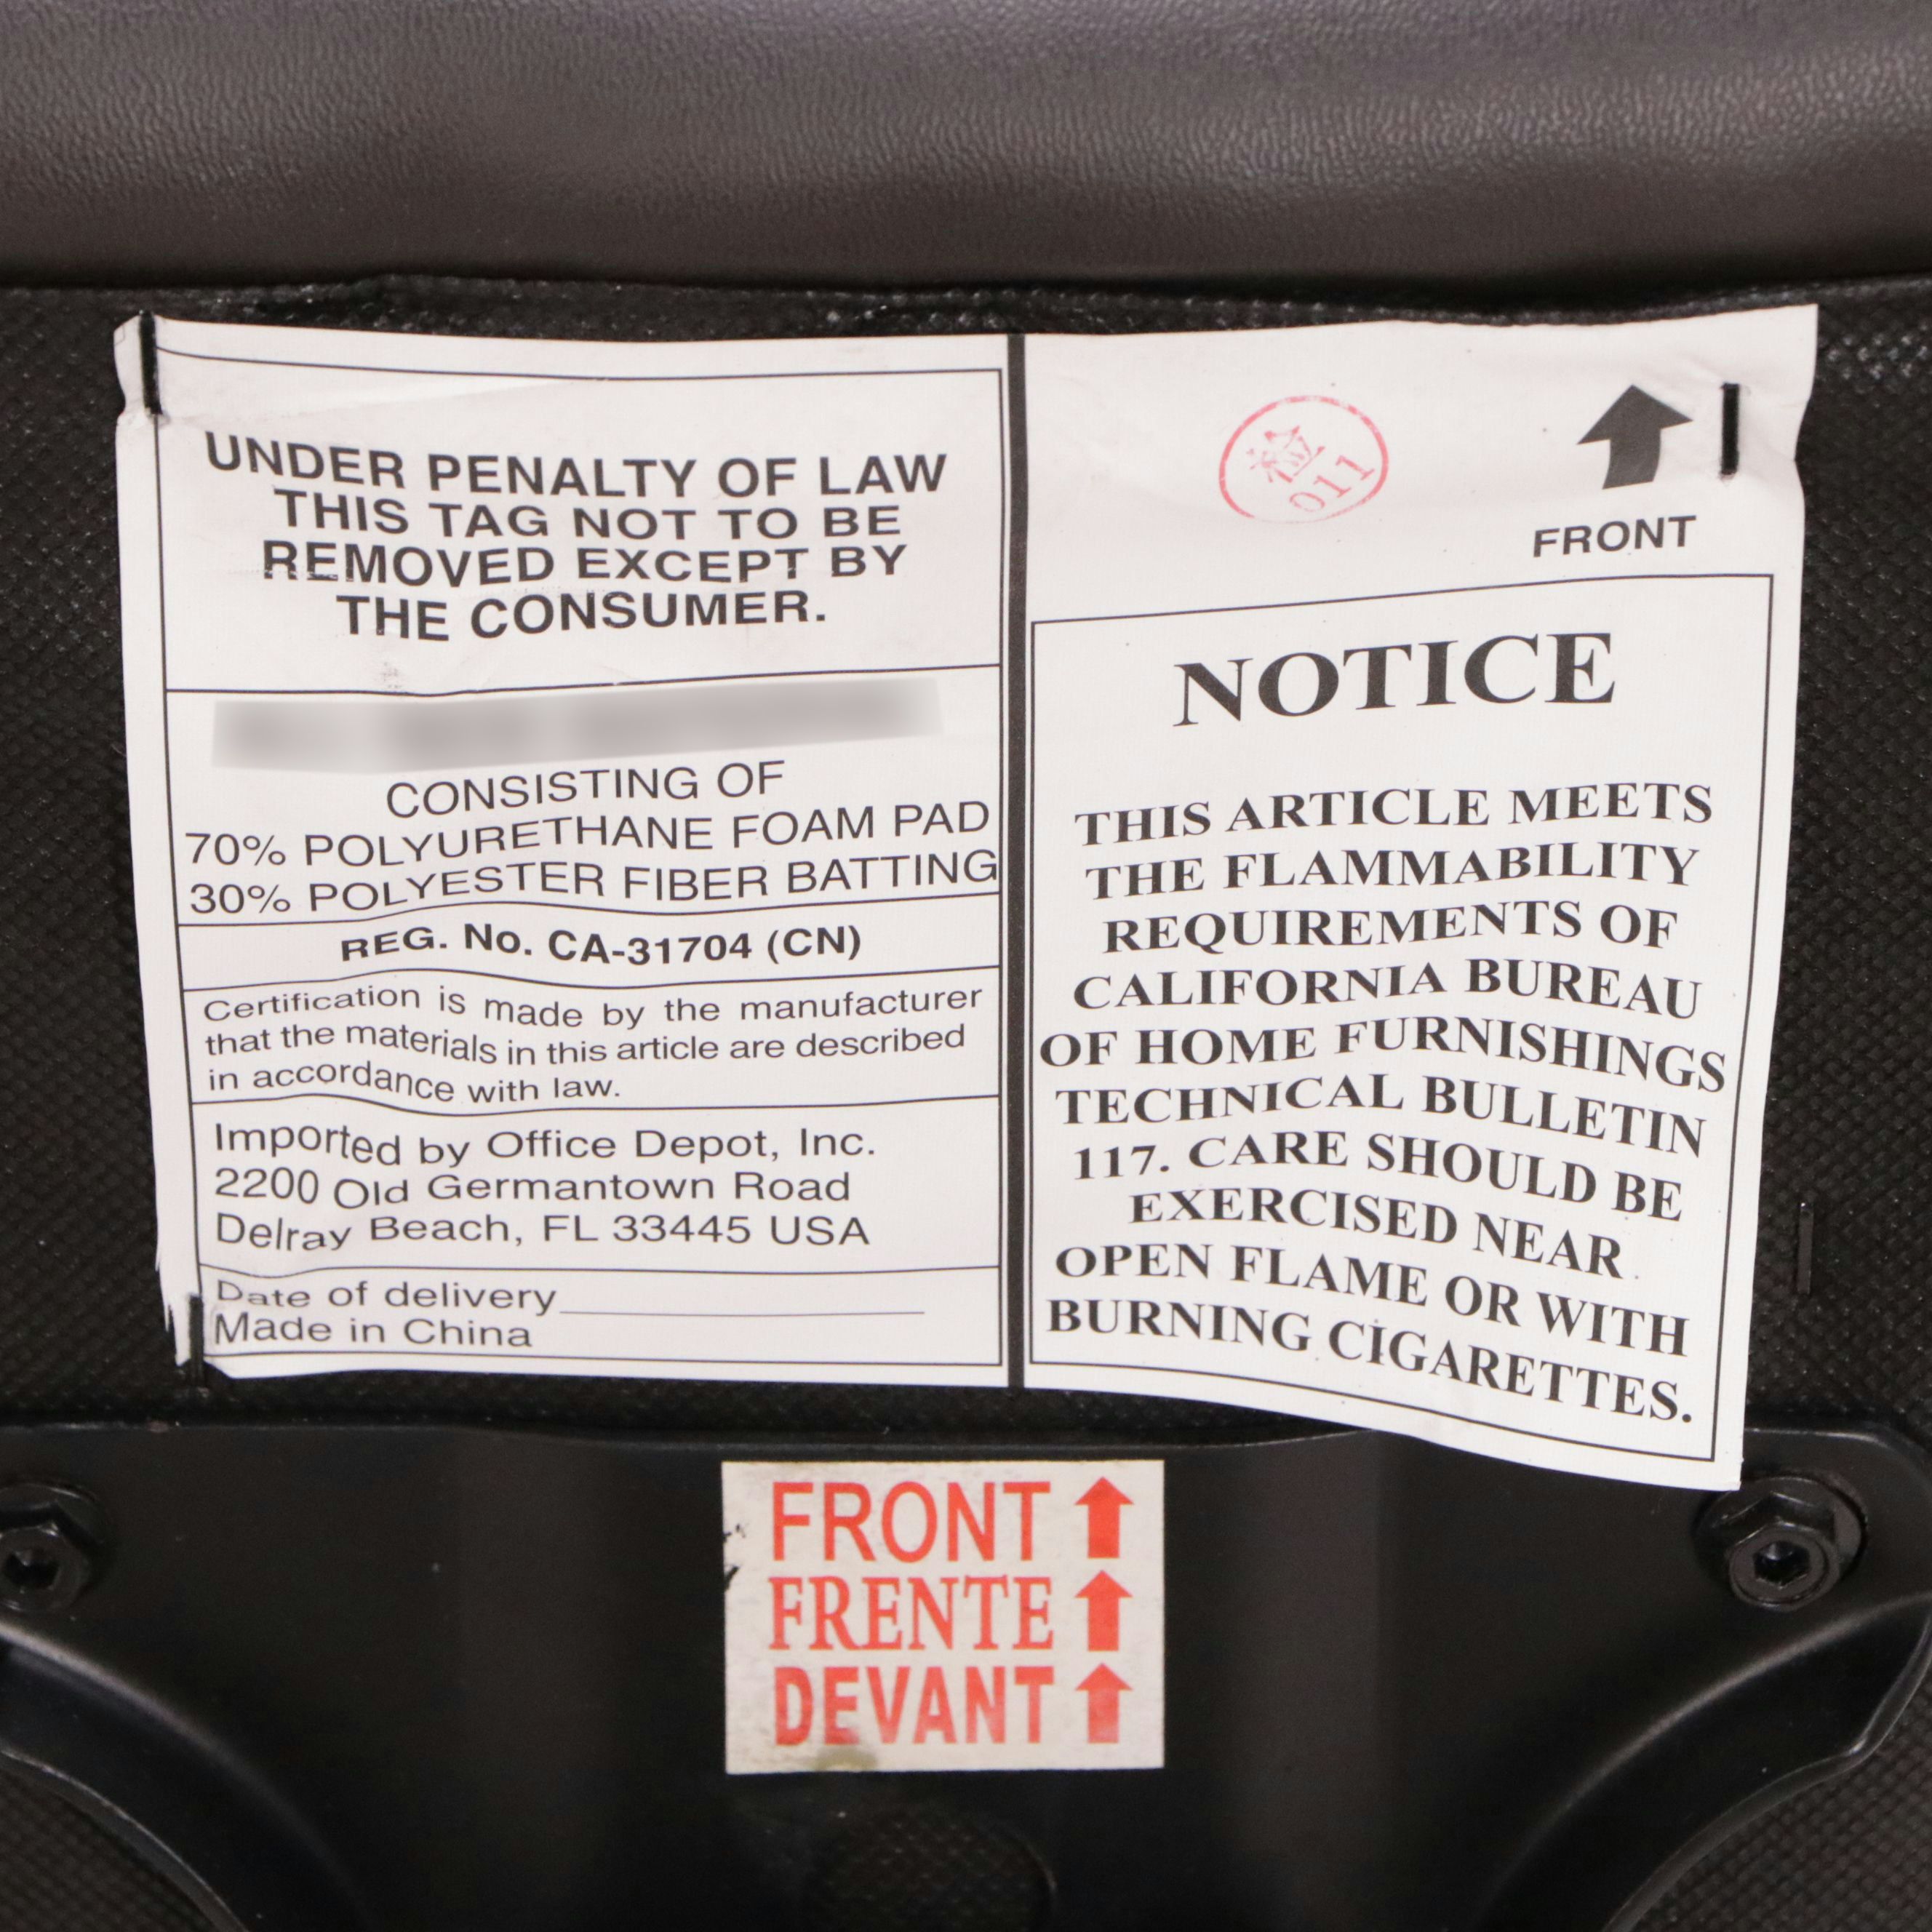 UNDER PENALTY OF LAW
THIS TAG NOT TO BE
REMOVED EXCEPT BY
THE CONSUMER.
CONSISTING OF
70% POLYURETHANE FOAM PAD
30% POLYESTER FIBER BATTING
REG. No. CA-31704 (CN)
Certification is made by the manufacturer
that the materials in this article are described
in accordance with law.
Imported by Office Depot, Inc.
2200 Old Germantown Road
Delray Beach, FL 33445 USA
Date of delivery
Made in China
011
FRONT
NOTICE
THIS ARTICLE MEETS
THE FLAMMABILITY
REQUIREMENTS OF
CALIFORNIA BUREAU
OF HOME FURNISHINGS
TECHNICAL BULLETIN
117. CARE SHOULD BE
EXERCISED NEAR
OPEN FLAME OR WITH
BURNING CIGARETTES.
FRONT
FRENTE
DEVANT